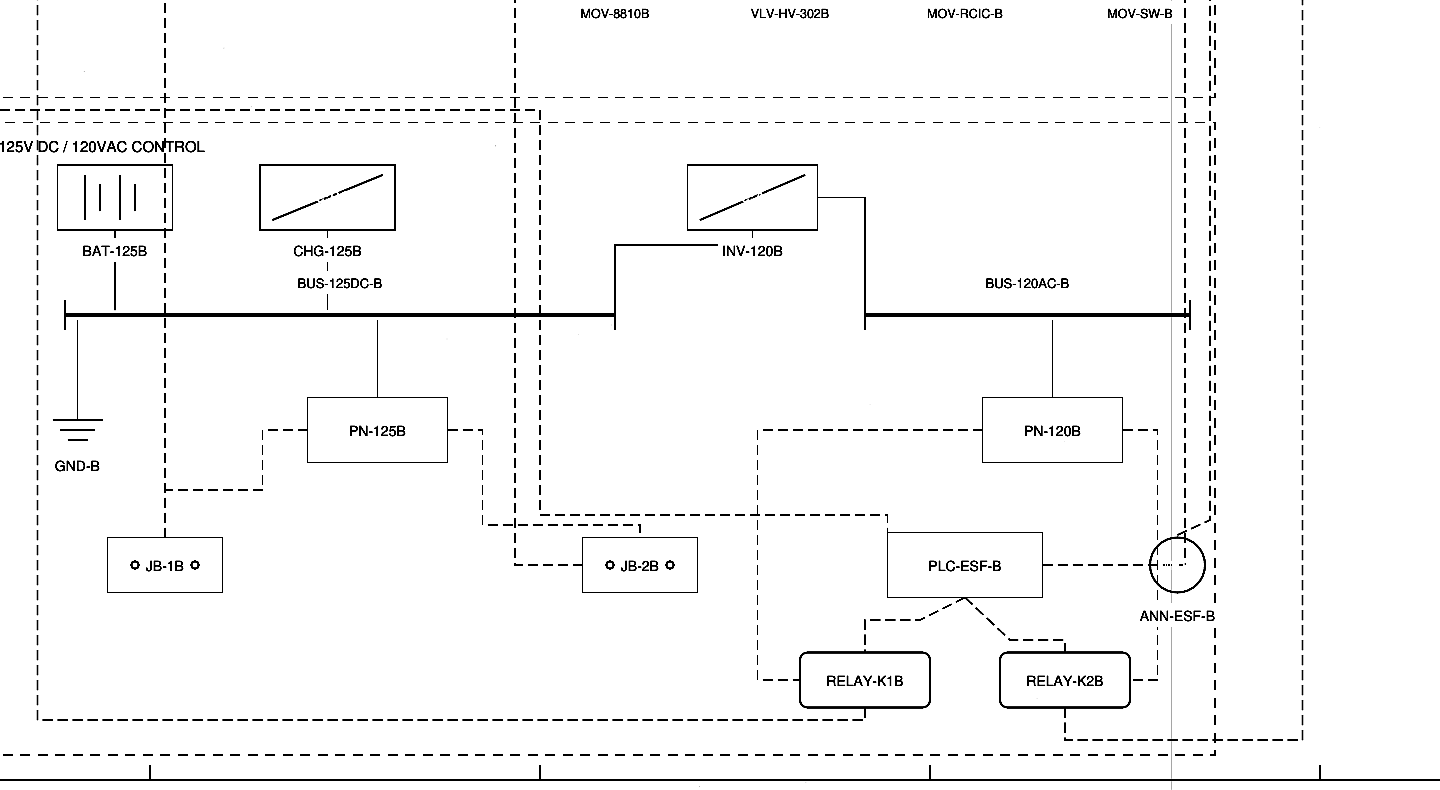 MOV-8810B VLV-HV-302B MOV-RCIC-B MOV-SW-B
125V DC / 120VAC CONTROL
BAT-125B CHG-125B INV-120B
BUS-125DC-B BUS-120AC-B
PN-125B PN-120B
GND-B
JB-1B JB-2B PLC-ESF-B
ANN-ESF-B
RELAY-K1B RELAY-K2B